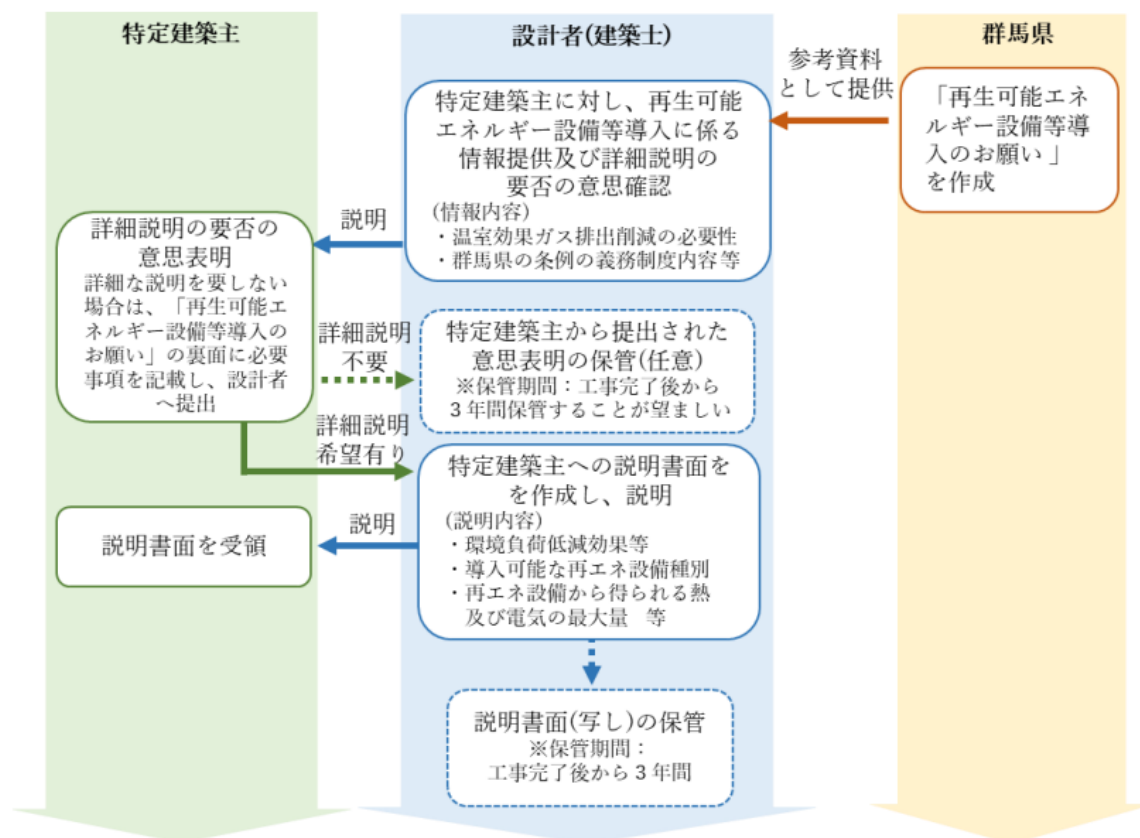 特定建築主
設計者(建築士)
群馬県
参考資料
として提供
「再生可能エネ
ルギー設備等導
入のお願い 」
を作成
特定建築主に対し、再生可能
エネルギー設備等導入に係る
情報提供及び詳細説明の
要否の意思確認
(情報内容)
・温室効果ガス排出削減の必要性
・群馬県の条例の義務制度内容等
説明
詳細説明の要否の
意思表明
詳細な説明を要しない
場合は、「再生可能エ
ネルギー設備等導入の
お願い」の裏面に必要
事項を記載し、設計者
へ提出
詳細説明
不要
特定建築主から提出された
意思表明の保管(任意)
※保管期間：工事完了後から
３年間保管することが望ましい
詳細説明
希望有り
特定建築主への説明書面を
を作成し、説明
(説明内容)
・環境負荷低減効果等
・導入可能な再エネ設備種別
・再エネ設備から得られる熱
及び電気の最大量　等
説明
説明書面を受領
説明書面(写し)の保管
※保管期間：
工事完了後から３年間